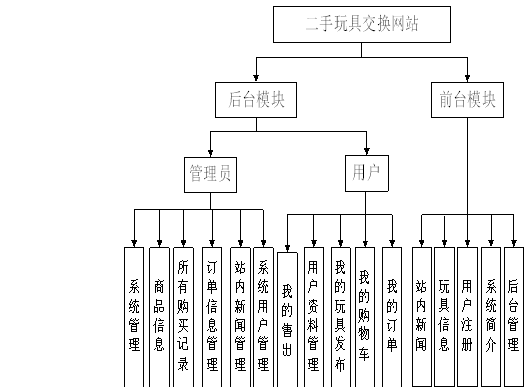 二手玩具交换网站
后台模块
前台模块
管理员
用户
系统管理
商品信息
所有购买记录
订单信息管理
站内新闻管理
系统用户管理
我的售出
用户资料管理
我的玩具发布
我的购物车
我的订单
站内新闻
玩具信息
用户注册
系统简介
后台管理